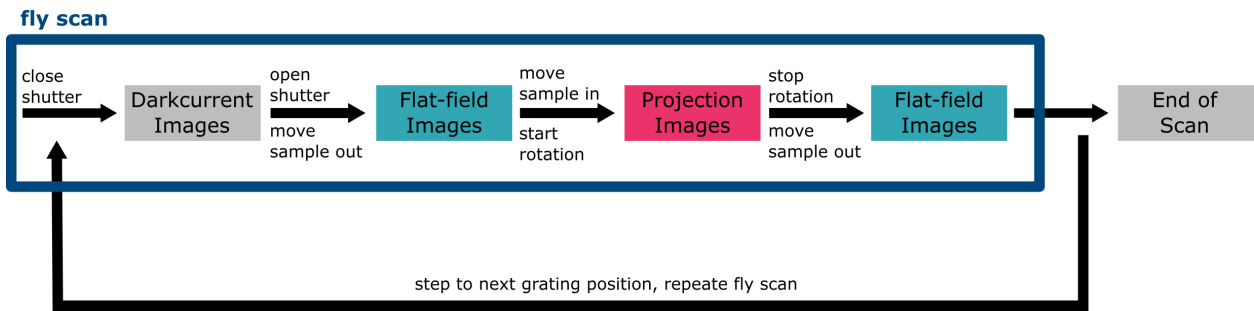 fly scan
close
shutter
Darkcurrent
Images
open
shutter
move
sample out
Flat-field
Images
move
sample in
start
rotation
Projection
Images
stop
rotation
move
sample out
Flat-field
Images
End of
Scan
step to next grating position, repeat fly scan